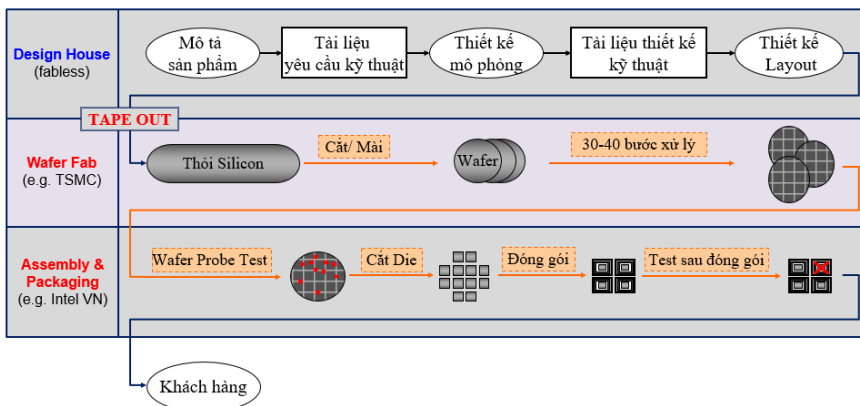 Design House
(fabless)
Mô tả
sản phẩm
Tài liệu
yêu cầu kỹ thuật
Thiết kế
mô phỏng
Tài liệu thiết kế
kỹ thuật
Thiết kế
Layout
TAPE OUT
Wafer Fab
(e.g. TSMC)
Thỏi Silicon
Cắt/ Mài
Wafer
30-40 bước xử lý
Assembly &
Packaging
(e.g. Intel VN)
Wafer Probe Test
Cắt Die
Đóng gói
Test sau đóng gói
Khách hàng